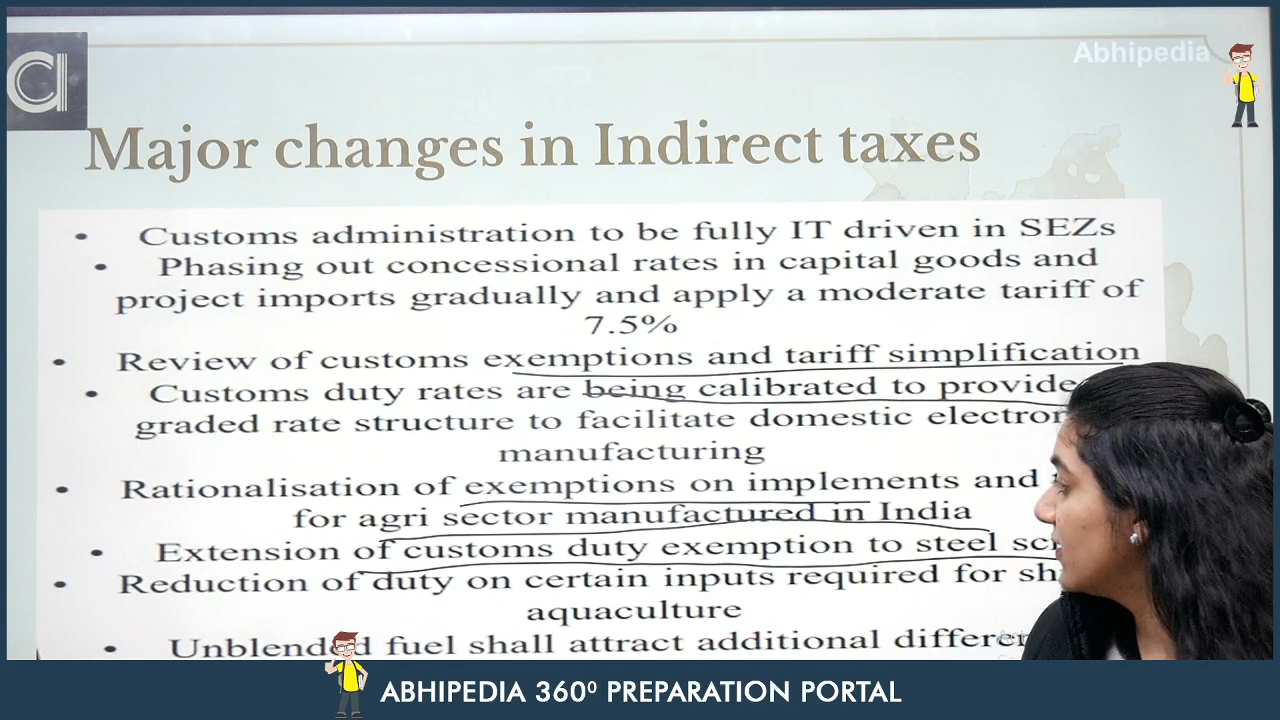 Abhipedia
Major changes in Indirect taxes
• Customs administration to be fully IT driven in SEZs
• Phasing out concessional rates in capital goods and
project imports gradually and apply a moderate tariff of
7.5%
• Review of customs exemptions and tariff simplification
• Customs duty rates are being calibrated to provide
graded rate structure to facilitate domestic
manufacturing
• Rationalisation of exemptions on implements and
for agri sector manufactured in India
• Extension of customs duty exemption to steel
• Reduction of duty on certain inputs required for
aquaculture
• Unblended fuel shall attract additional
ABHIPEDIA 360⁰ PREPARATION PORTAL